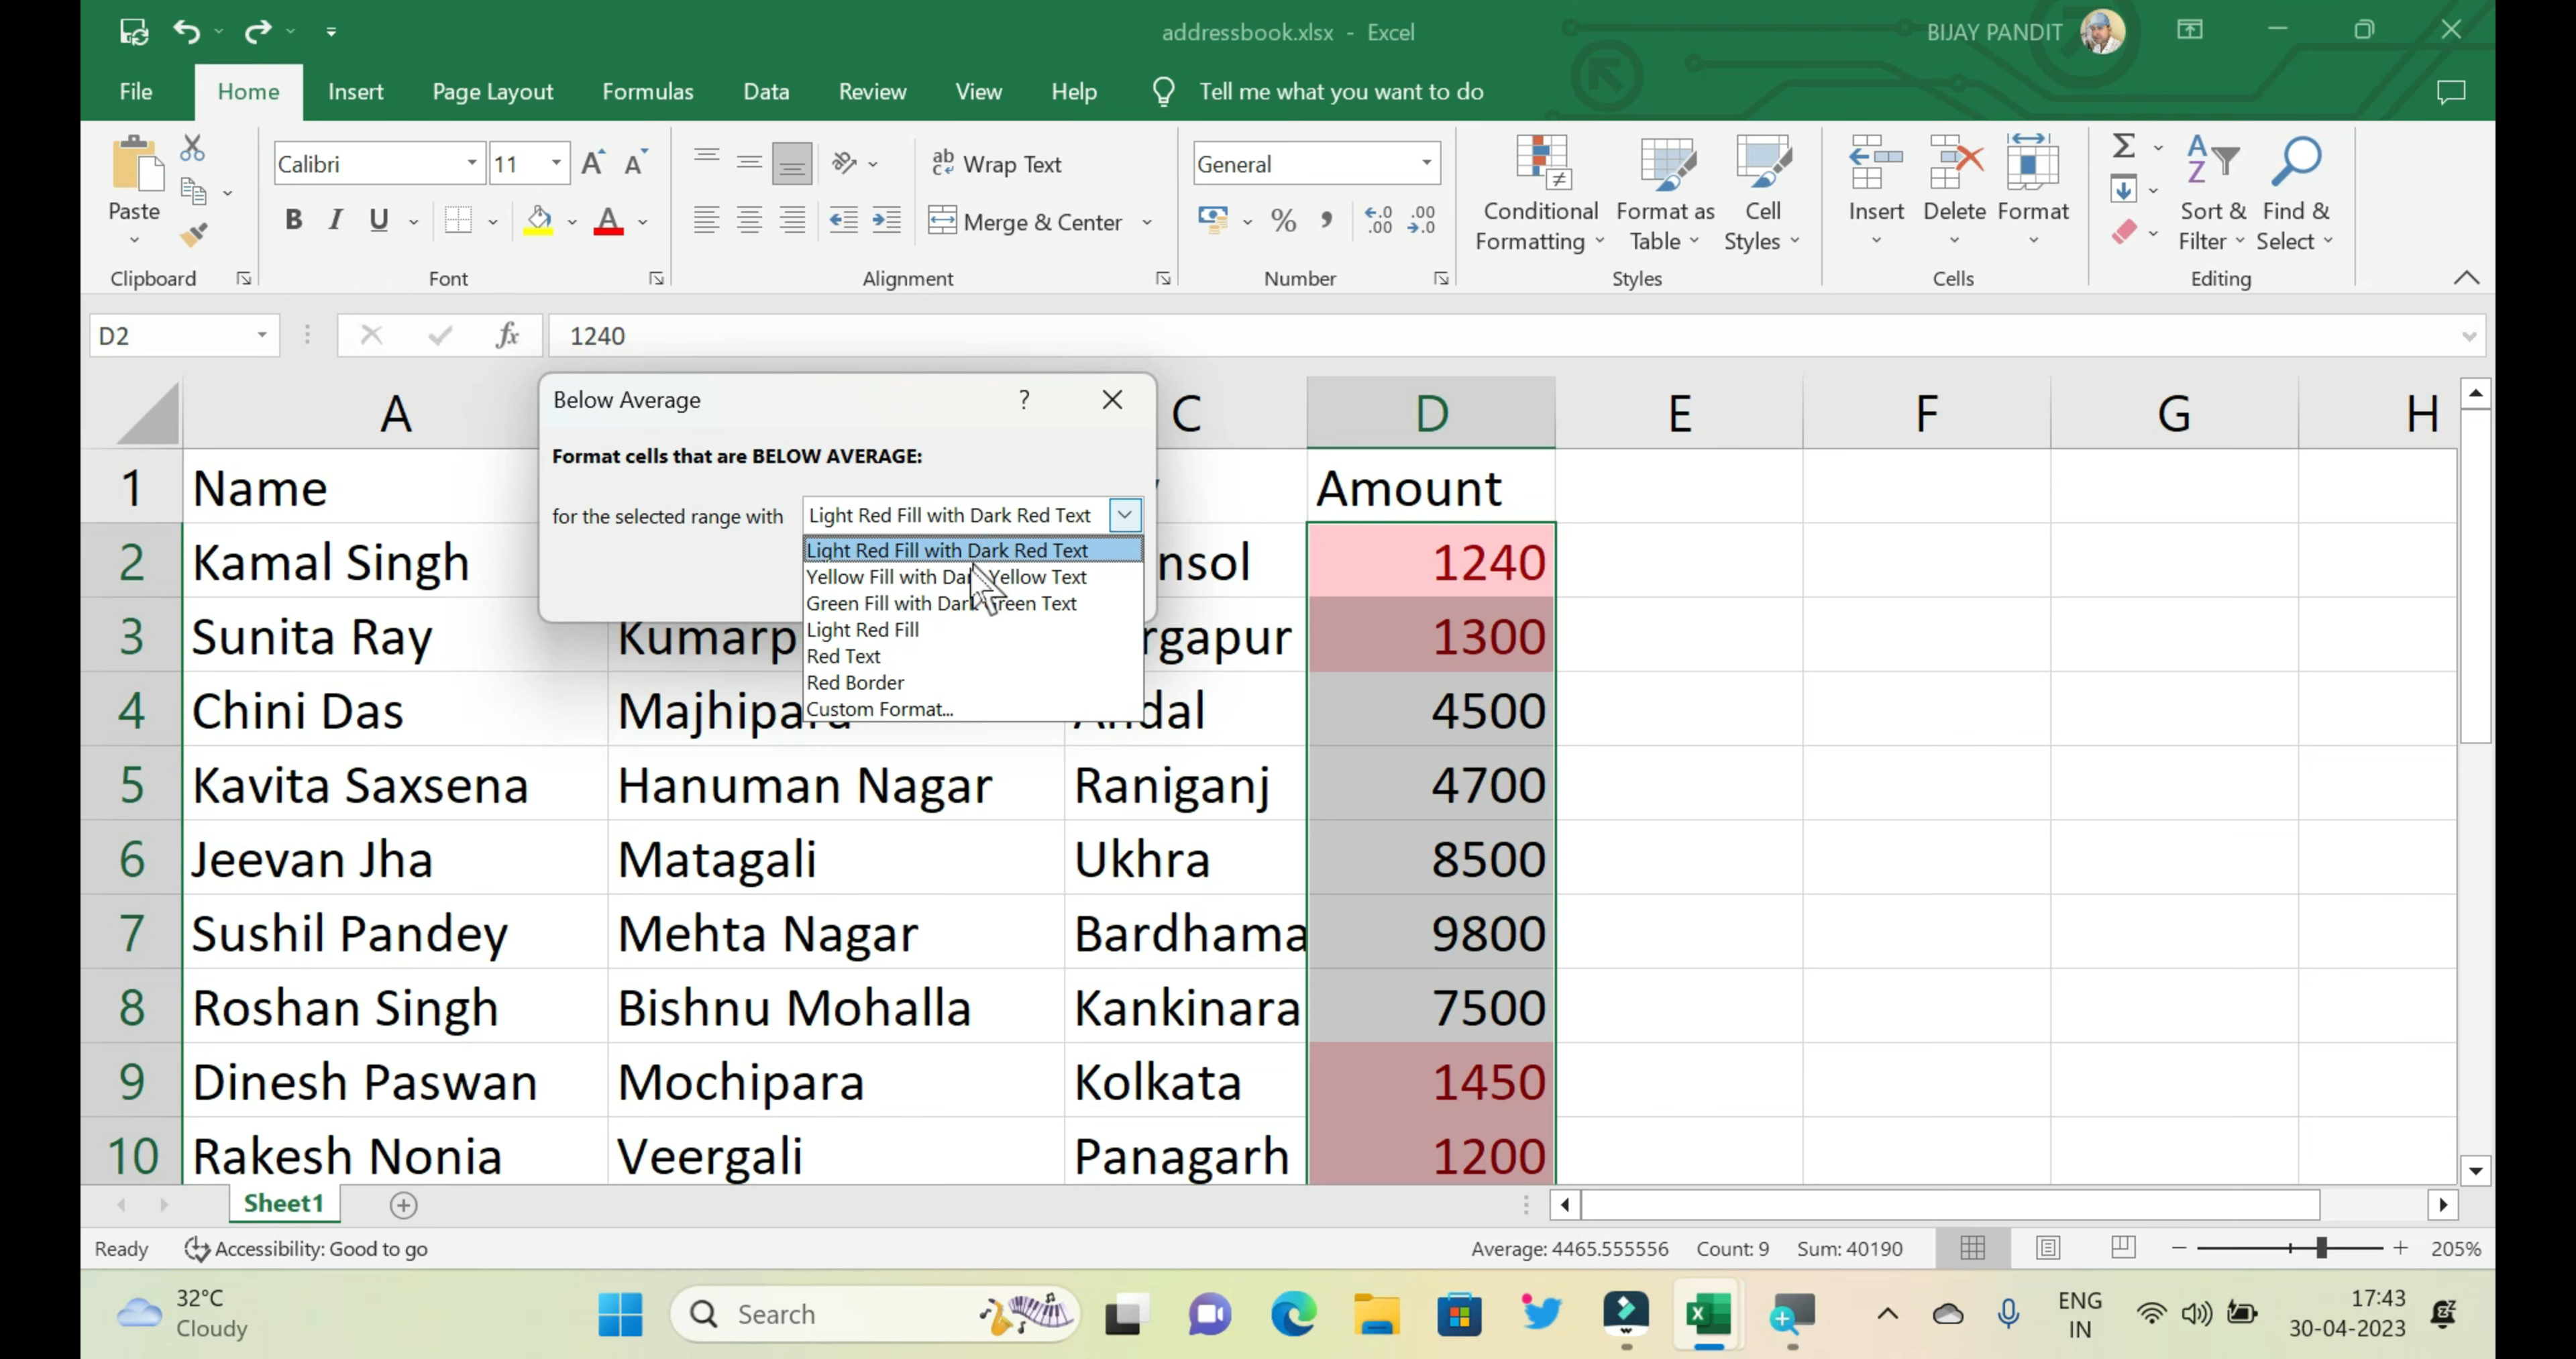 addressbook.xlsx - Excel
BIJAY PANDIT
File Home Insert Page Layout Formulas Data Review View Help Tell me what you want to do
Paste
Clipboard
Calibri 11
B I U
Font
ab Wrap Text
Merge & Center
Alignment
General
% , .00
Number
Conditional Formatting
Format as Table
Cell Styles
Styles
Insert Delete Format
Cells
Sort & Filter
Find & Select
Editing
D2 fx 1240
Below Average ?
Format cells that are BELOW AVERAGE:
for the selected range with Light Red Fill with Dark Red Text
Light Red Fill with Dark Red Text
Yellow Fill with Dark Yellow Text
Green Fill with Dark Green Text
Light Red Fill
Red Text
Red Border
Custom Format...
A C D E F G H
1 Name Amount
2 Kamal Singh nsol 1240
3 Sunita Ray Kumarp rgapur 1300
4 Chini Das Majhipara Andal 4500
5 Kavita Saxsena Hanuman Nagar Raniganj 4700
6 Jeevan Jha Matagali Ukhra 8500
7 Sushil Pandey Mehta Nagar Bardhama 9800
8 Roshan Singh Bishnu Mohalla Kankinara 7500
9 Dinesh Paswan Mochipara Kolkata 1450
10 Rakesh Nonia Veergali Panagarh 1200
Sheet1
Ready Accessibility: Good to go Average: 4465.555556 Count: 9 Sum: 40190 205%
32°C
Cloudy
Search
ENG
IN
17:43
30-04-2023